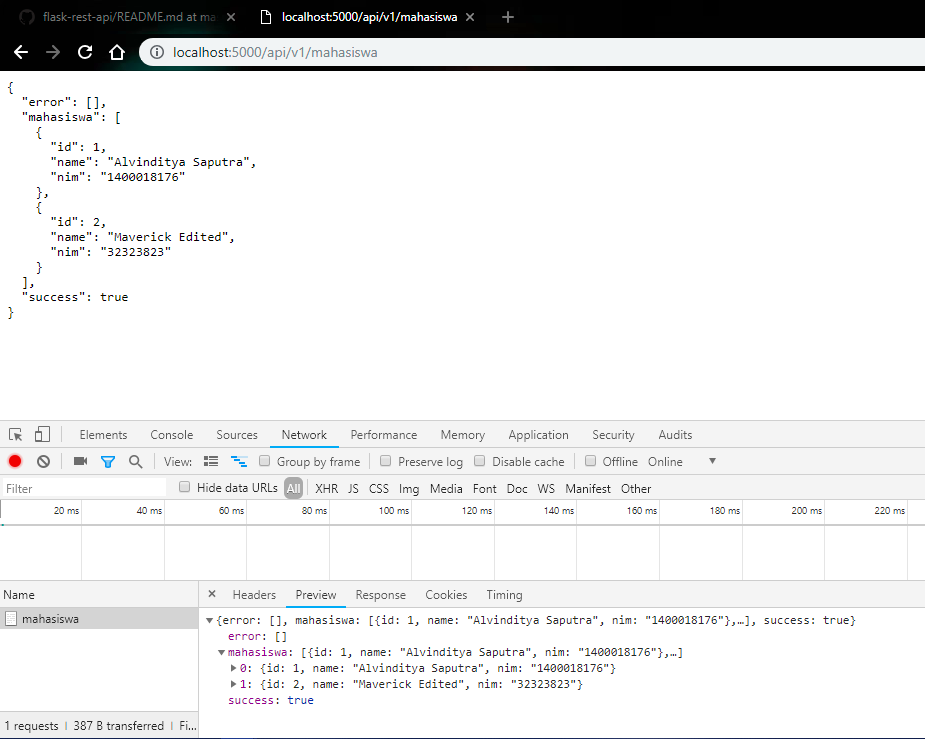 flask-rest-api/README.md at ma
localhost:5000/api/v1/mahasiswa
localhost:5000/api/v1/mahasiswa
{
  "error": [],
  "mahasiswa": [
    {
      "id": 1,
      "name": "Alvinditya Saputra",
      "nim": "1400018176"
    },
    {
      "id": 2,
      "name": "Maverick Edited",
      "nim": "32323823"
    }
  ],
  "success": true
}
Elements Console Sources Network Performance Memory Application Security Audits
View: Group by frame Preserve log Disable cache Offline Online
Filter Hide data URLs All XHR JS CSS Img Media Font Doc WS Manifest Other
20 ms 40 ms 60 ms 80 ms 100 ms 120 ms 140 ms 160 ms 180 ms 200 ms 220 ms
Name
mahasiswa
1 requests 387 B transferred Fi...
× Headers Preview Response Cookies Timing
{error: [], mahasiswa: [{id: 1, name: "Alvinditya Saputra", nim: "1400018176"},…], success: true}
error: []
mahasiswa: [{id: 1, name: "Alvinditya Saputra", nim: "1400018176"},…]
0: {id: 1, name: "Alvinditya Saputra", nim: "1400018176"}
1: {id: 2, name: "Maverick Edited", nim: "32323823"}
success: true